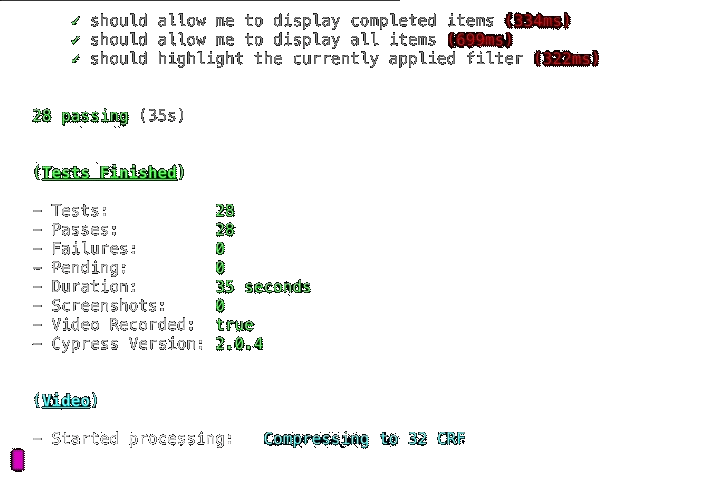 ✓ should allow me to display completed items (334ms)
✓ should allow me to display all items (699ms)
✓ should highlight the currently applied filter (322ms)
28 passing (35s)
(Tests Finished)
– Tests: 28
– Passes: 28
– Failures: 0
– Pending: 0
– Duration: 35 seconds
– Screenshots: 0
– Video Recorded: true
– Cypress Version: 2.0.4
(Video)
– Started processing: Compressing to 32 CRF